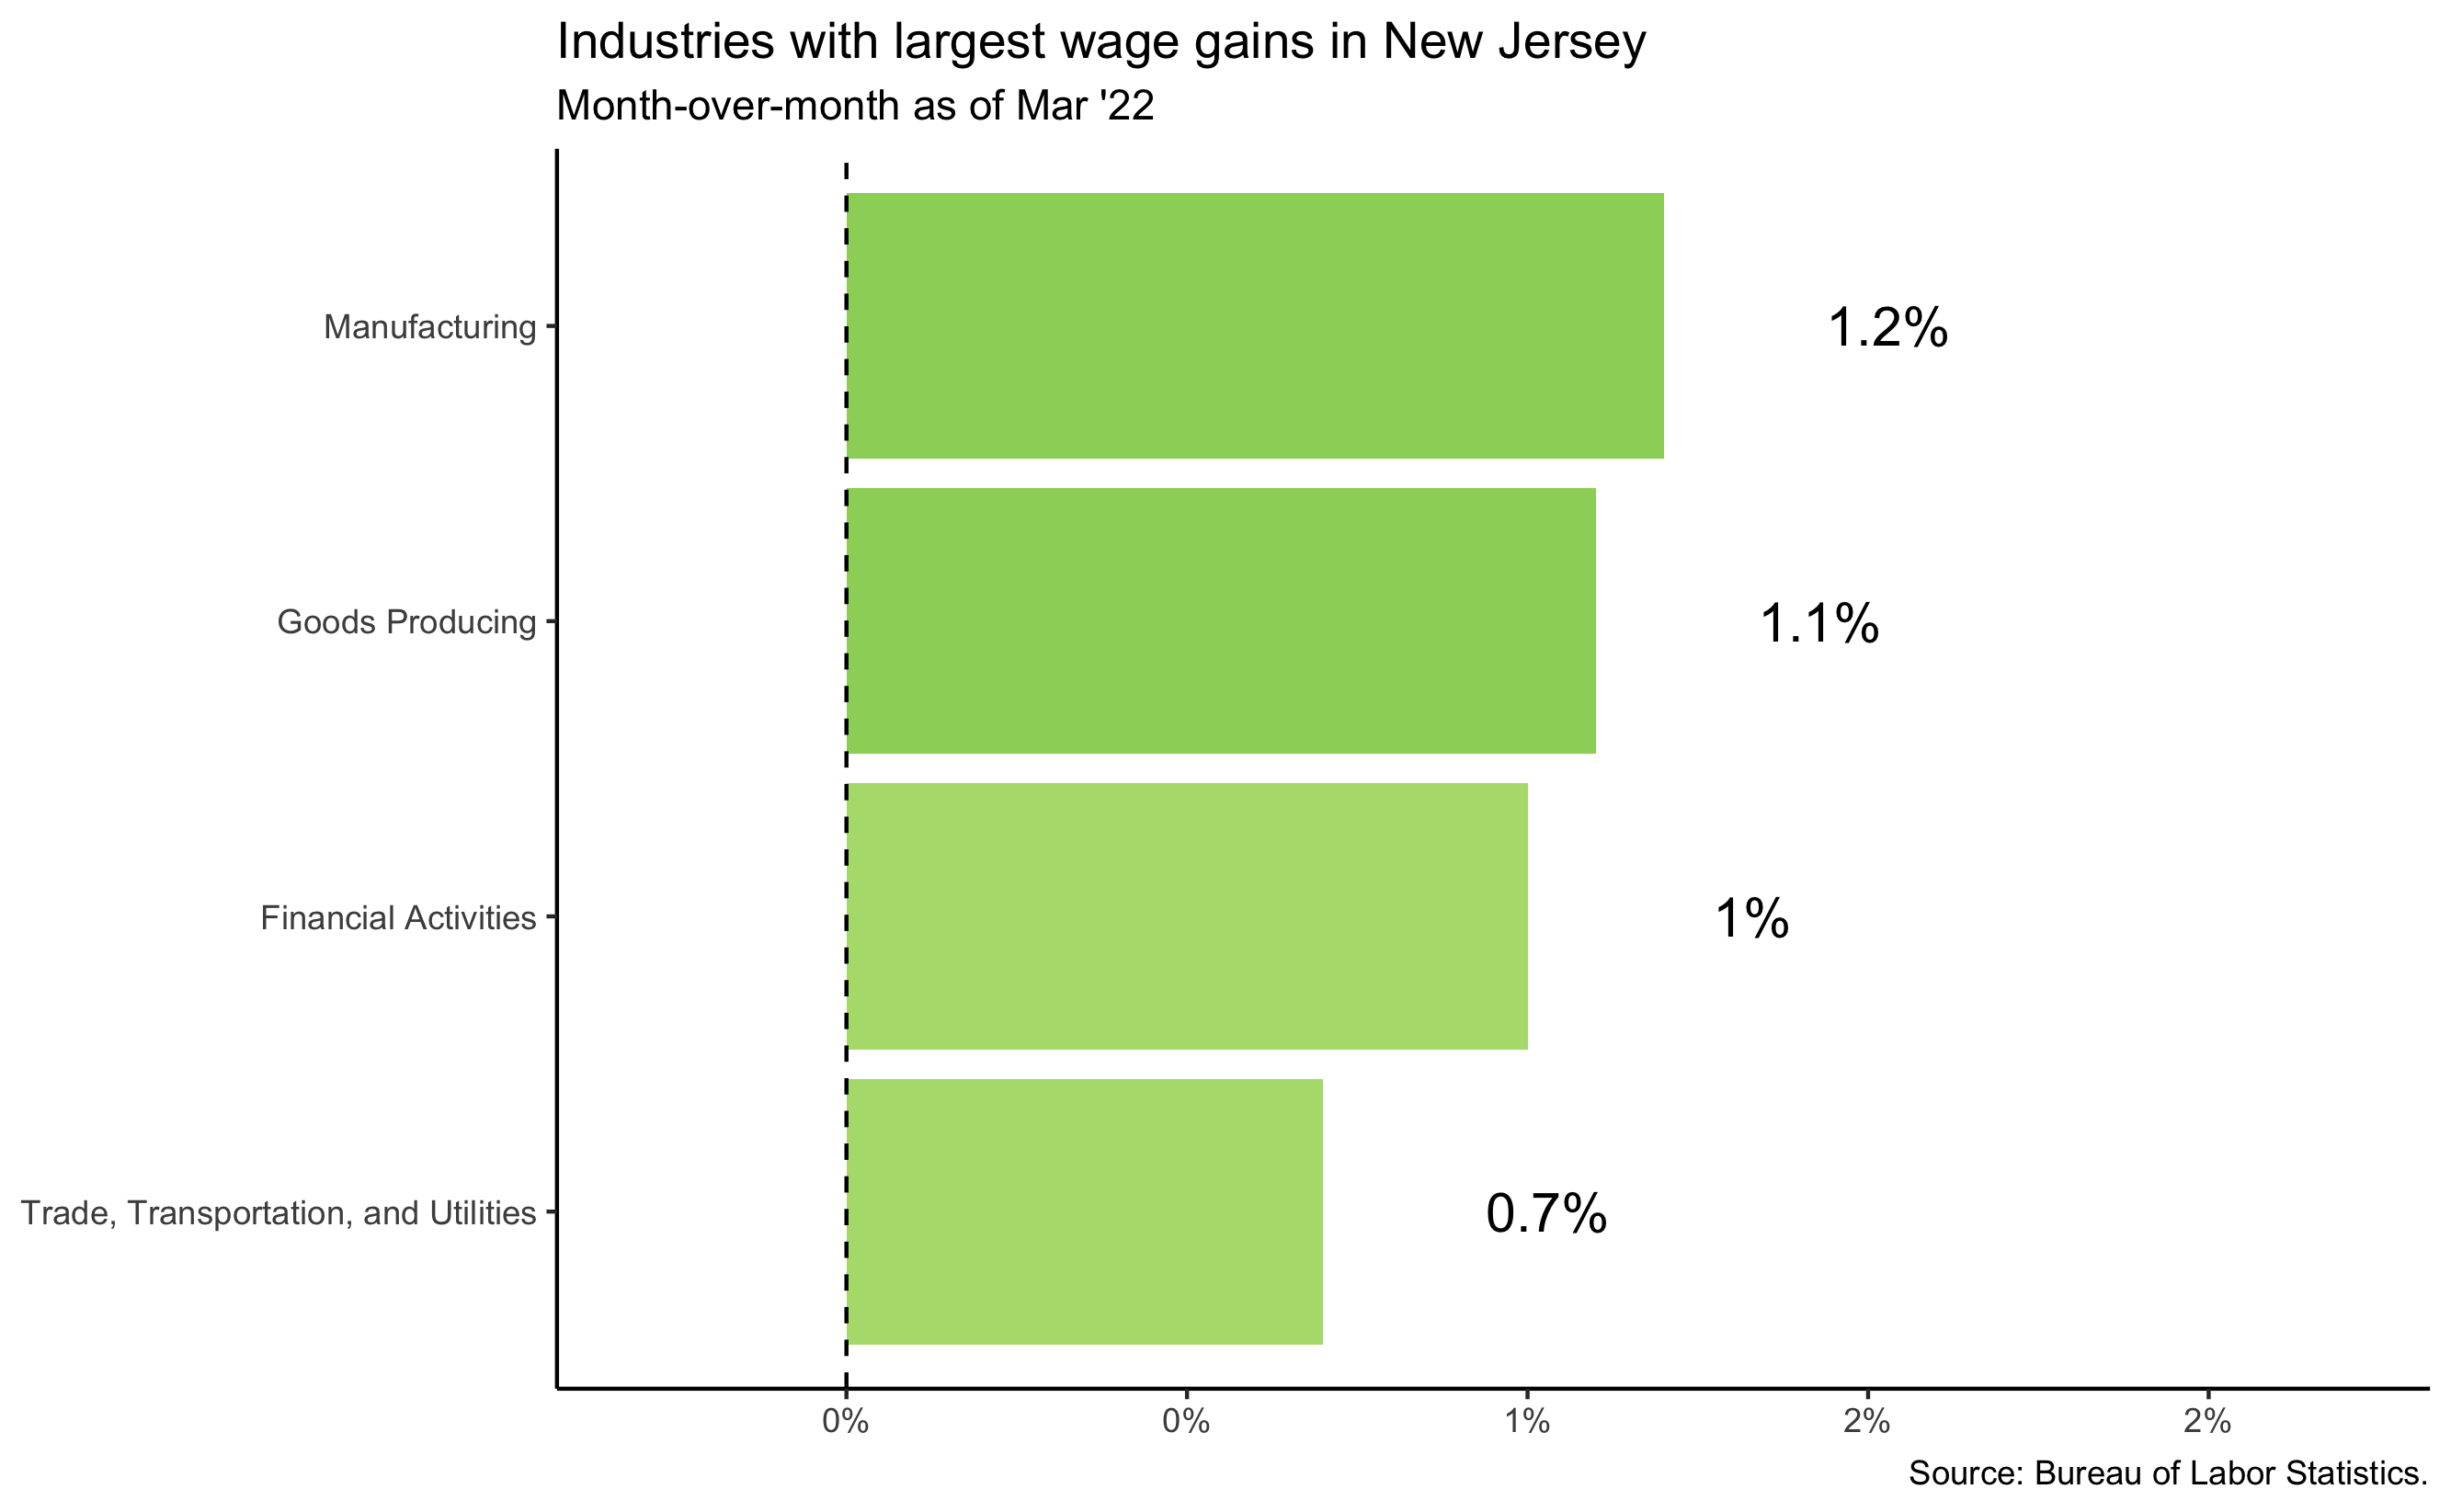 Industries with largest wage gains in New Jersey
Month-over-month as of Mar '22
Manufacturing
1.2%
Goods Producing
1.1%
Financial Activities
1%
Trade, Transportation, and Utilities
0.7%
0% 0% 1% 2% 2%
Source: Bureau of Labor Statistics.